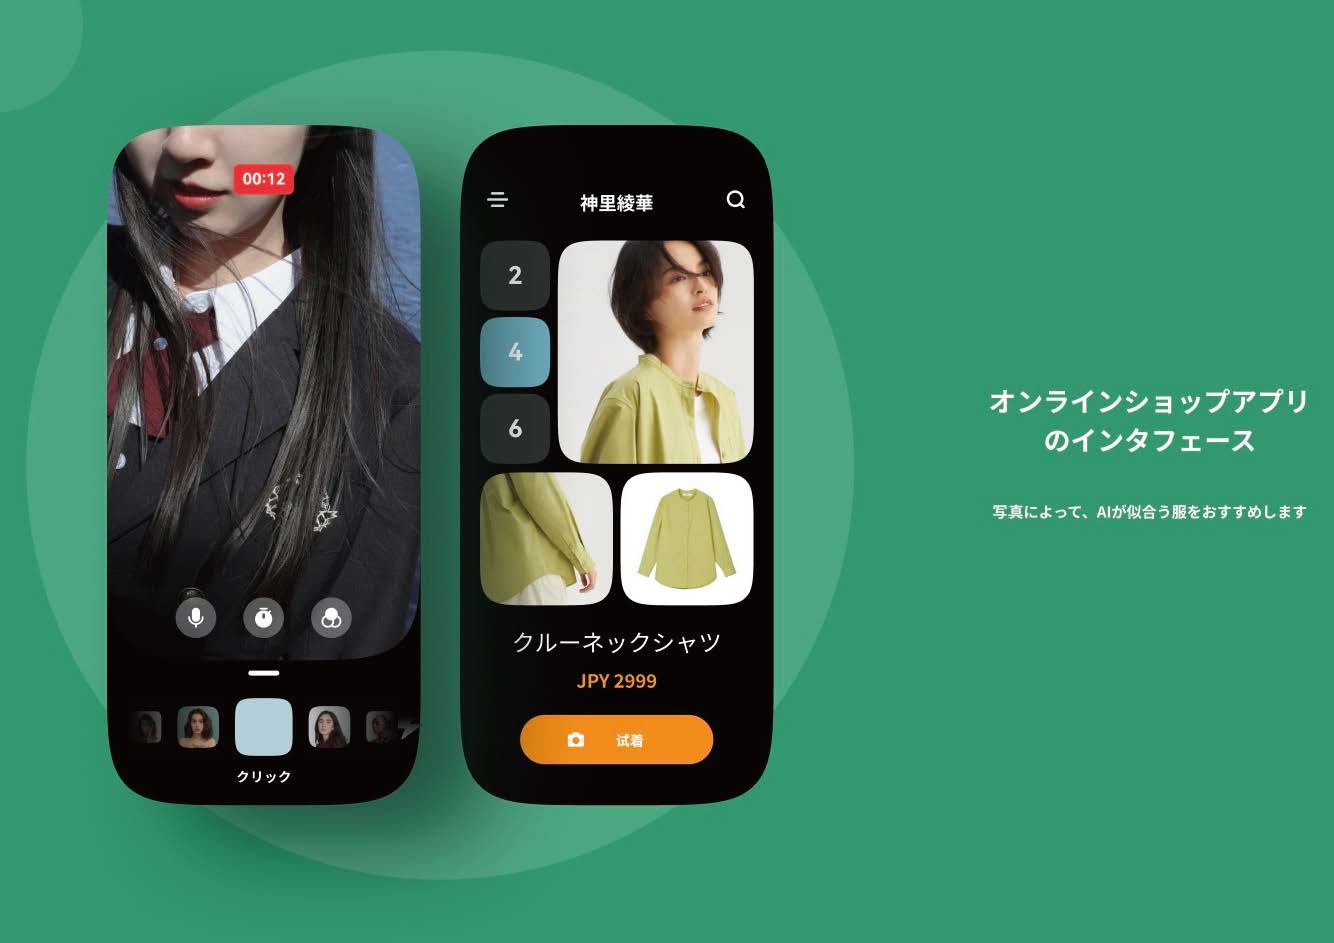 00:12
クリック
神里綾華
2
4
6
クルーネックシャツ
JPY 2999
试着
オンラインショップアプリ
のインタフェース
写真によって、AIが似合う服をおすすめします